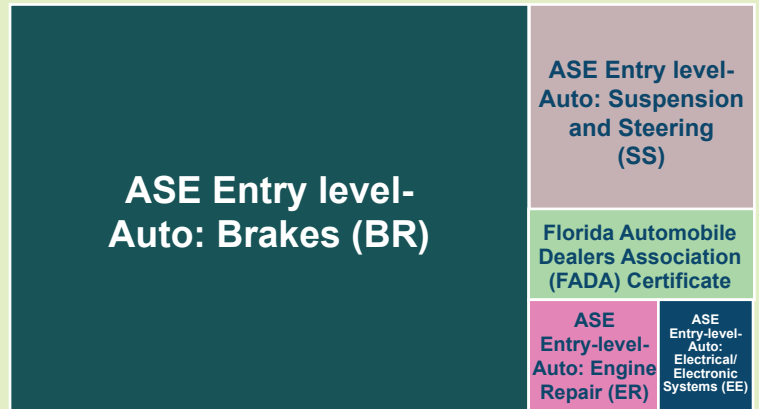 ASE Entry level-
Auto: Brakes (BR)
ASE Entry level-
Auto: Suspension
and Steering
(SS)
Florida Automobile
Dealers Association
(FADA) Certificate
ASE
Entry-level-
Auto: Engine
Repair (ER)
ASE
Entry-level-
Auto:
Electrical/
Electronic
Systems (EE)